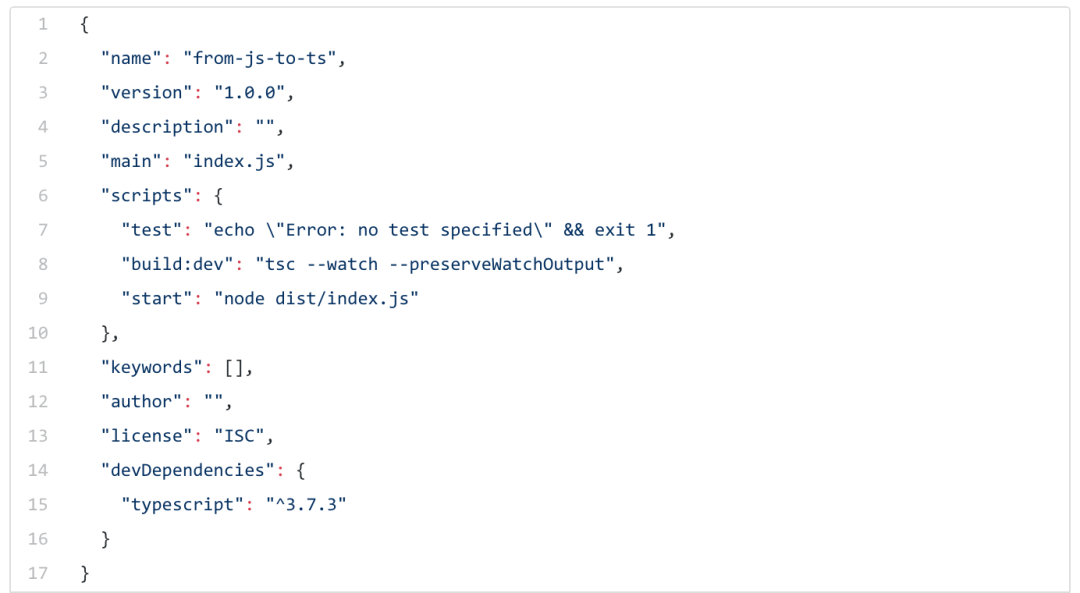 1 {
2   "name": "from-js-to-ts",
3   "version": "1.0.0",
4   "description": "",
5   "main": "index.js",
6   "scripts": {
7     "test": "echo \"Error: no test specified\" && exit 1",
8     "build:dev": "tsc --watch --preserveWatchOutput",
9     "start": "node dist/index.js"
10   },
11   "keywords": [],
12   "author": "",
13   "license": "ISC",
14   "devDependencies": {
15     "typescript": "^3.7.3"
16   }
17 }